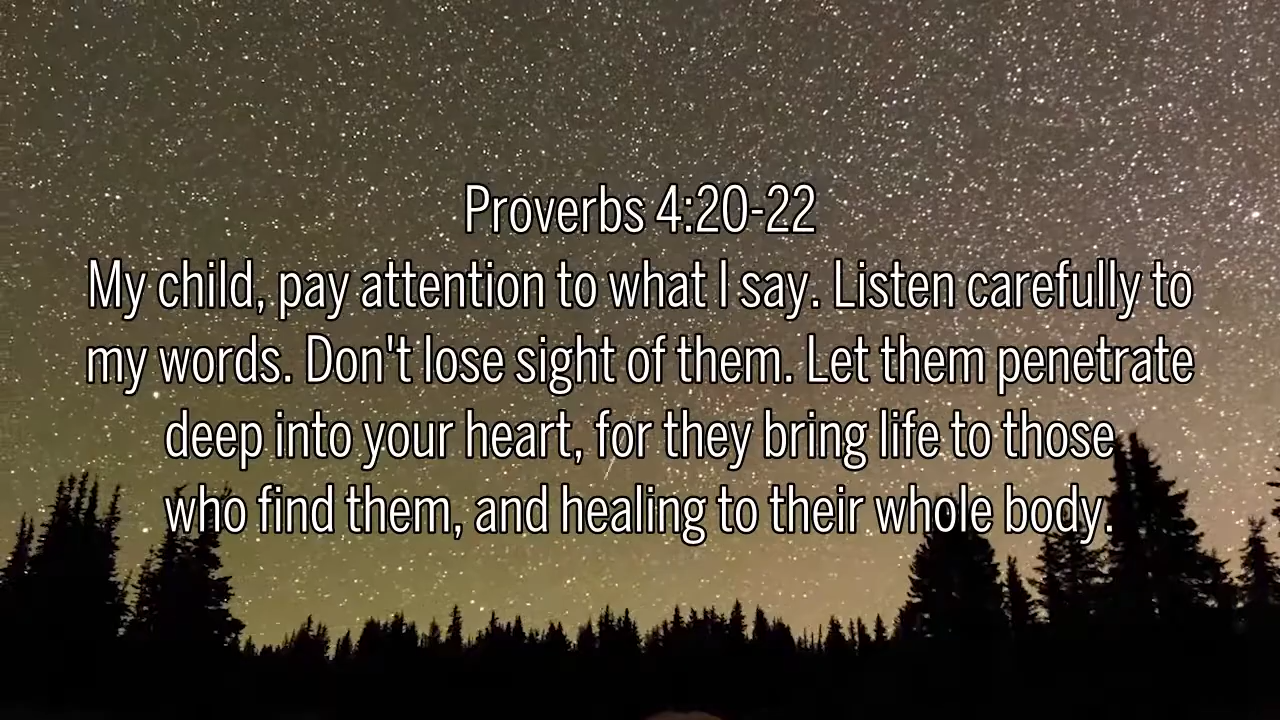 Proverbs 4:20-22
My child, pay attention to what I say. Listen carefully to
my words. Don't lose sight of them. Let them penetrate
deep into your heart, for they bring life to those
who find them, and healing to their whole body.